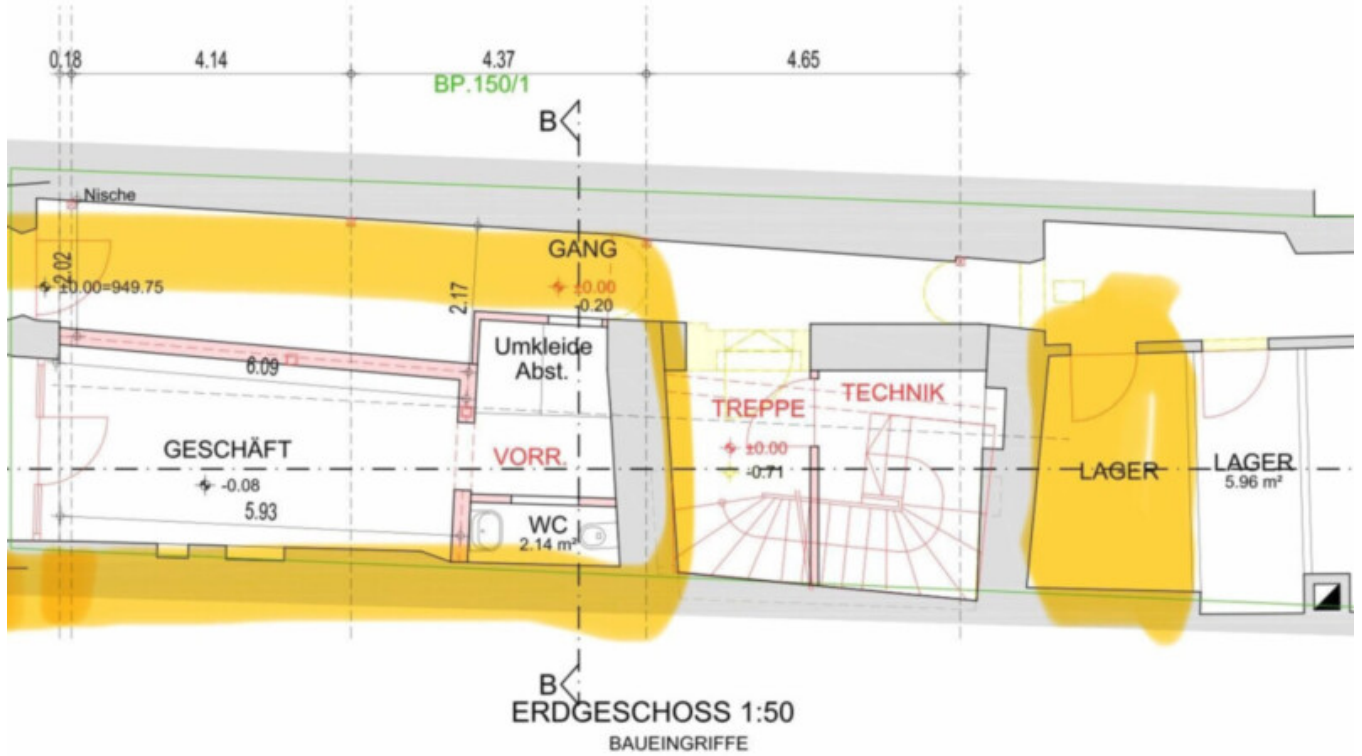 0.18
4.14
4.37
4.65
BP.150/1
B
Nische
GANG
2.02
±0.00=949.75
2.17
±0.00
-0.20
6.09
Umkleide
Abst.
TREPPE
TECHNIK
GESCHÄFT
VORR.
±0.00
-0.71
LAGER
LAGER
5.96 m²
-0.08
5.93
WC
2.14 m²
B
ERDGESCHOSS 1:50
BAUEINGRIFFE